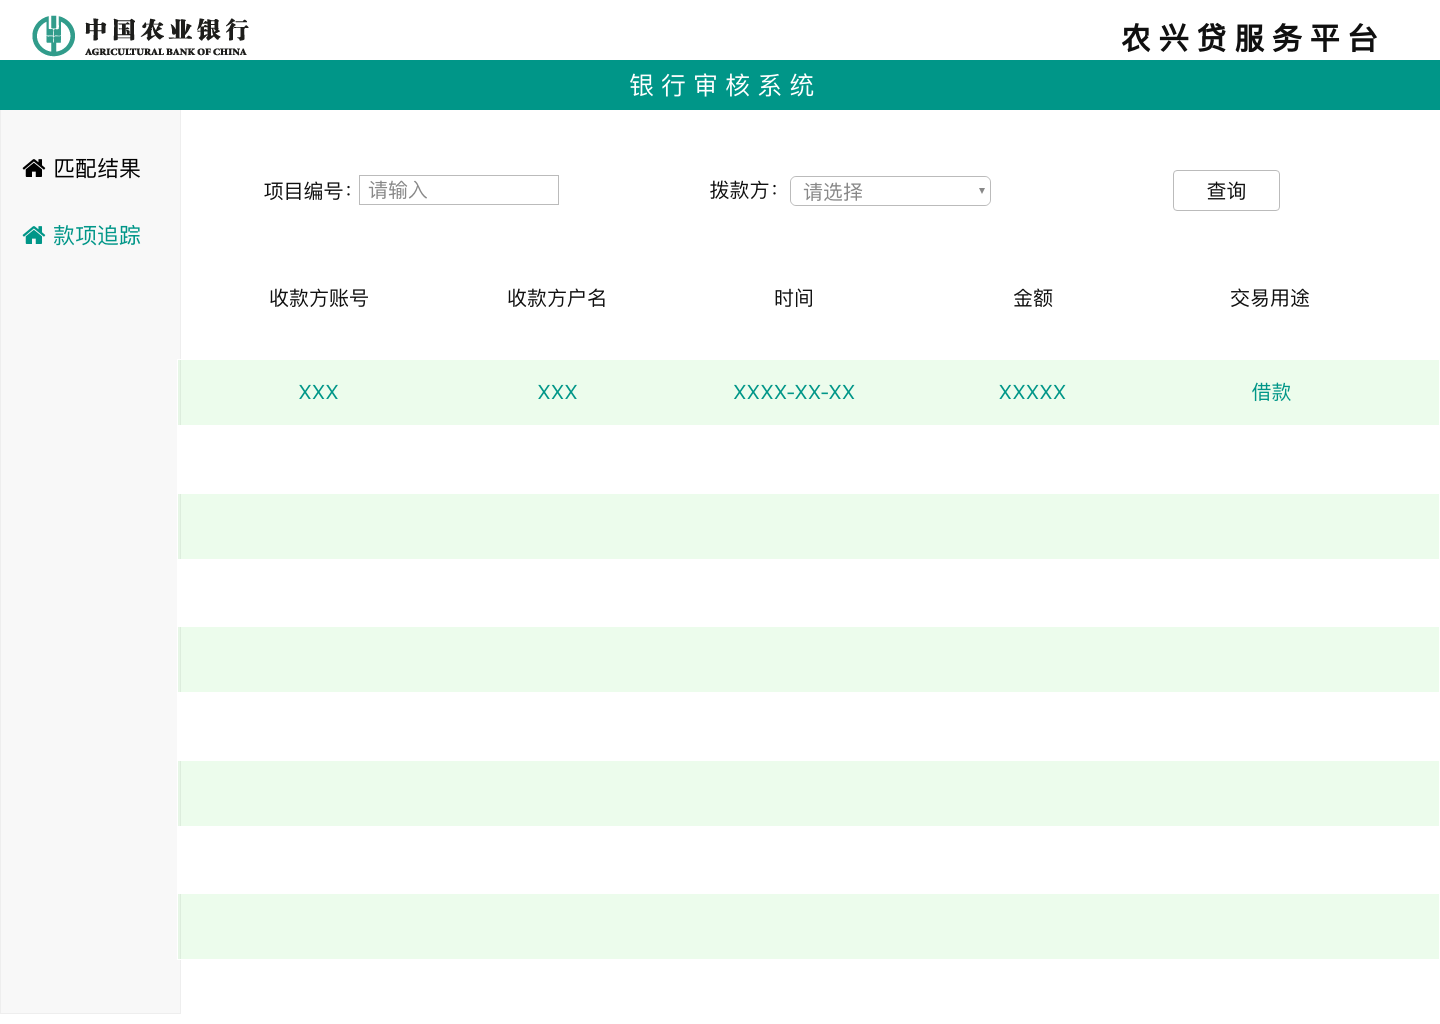 中国农业银行
AGRICULTURAL BANK OF CHINA
农兴贷服务平台
银行审核系统
匹配结果
款项追踪
项目编号: 请输入 拨款方: 请选择 查询
收款方账号 收款方户名 时间 金额 交易用途
XXX XXX XXXX-XX-XX XXXXX 借款